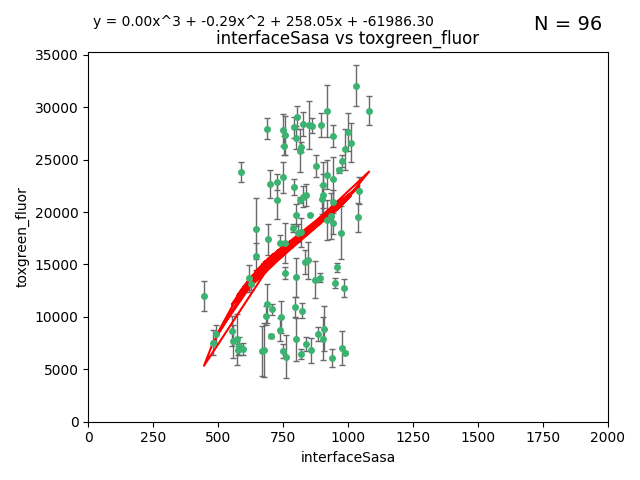 y = 0.00x^3 + -0.29x^2 + 258.05x + -61986.30
N = 96
interfaceSasa vs toxgreen_fluor
35000
30000
25000
20000
15000
10000
5000
0
toxgreen_fluor
0 250 500 750 1000 1250 1500 1750 2000
interfaceSasa